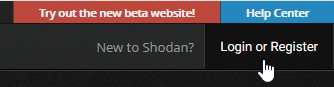 Try out the new beta website!
Help Center
New to Shodan?
Login or Register